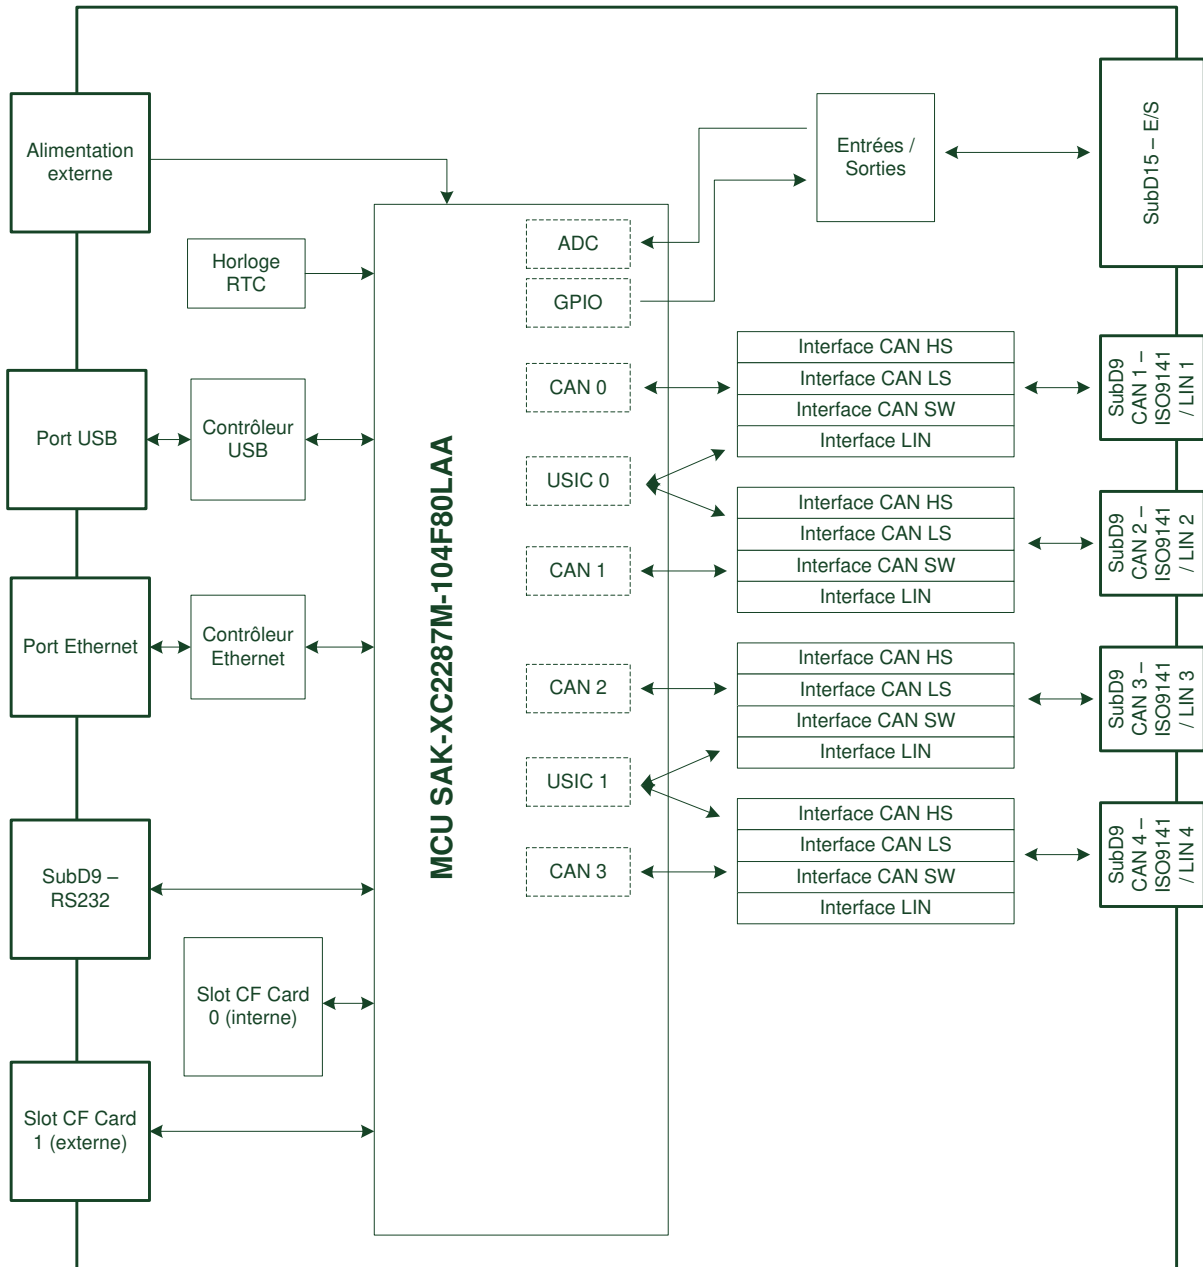 Alimentation
externe
Horloge
RTC
Port USB
Contrôleur
USB
Port Ethernet
Contrôleur
Ethernet
SubD9 –
RS232
Slot CF Card
0 (interne)
Slot CF Card
1 (externe)
MCU SAK-XC2287M-104F80LAA
ADC
GPIO
CAN 0
USIC 0
CAN 1
CAN 2
USIC 1
CAN 3
Entrées /
Sorties
Interface CAN HS
Interface CAN LS
Interface CAN SW
Interface LIN
Interface CAN HS
Interface CAN LS
Interface CAN SW
Interface LIN
Interface CAN HS
Interface CAN LS
Interface CAN SW
Interface LIN
Interface CAN HS
Interface CAN LS
Interface CAN SW
Interface LIN
SubD15 – E/S
SubD9
CAN 1 –
ISO9141
/ LIN 1
SubD9
CAN 2 –
ISO9141
/ LIN 2
SubD9
CAN 3 –
ISO9141
/ LIN 3
SubD9
CAN 4 –
ISO9141
/ LIN 4